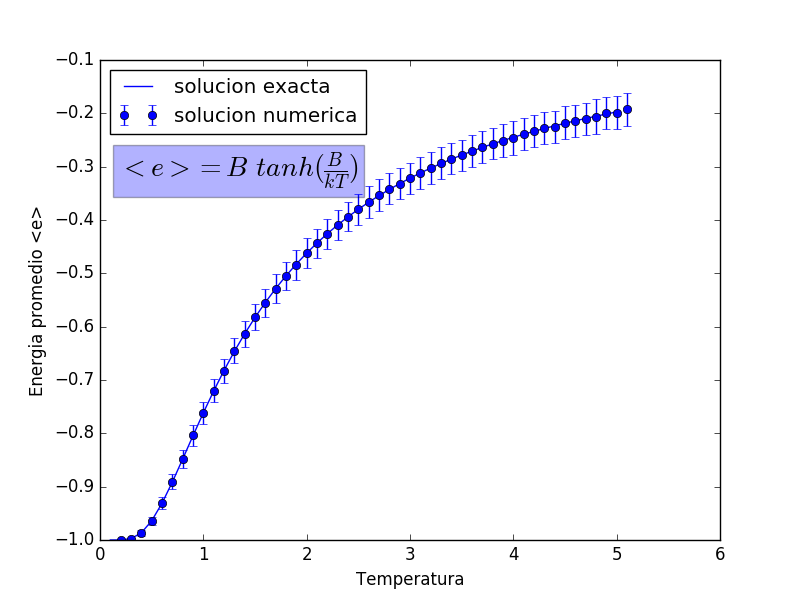 −0.1
solucion exacta
solucion numerica
−0.2
<e> = B tanh(B/kT)
−0.3
−0.4
−0.5
−0.6
−0.7
−0.8
−0.9
−1.0
Energia promedio <e>
0 1 2 3 4 5 6
Temperatura